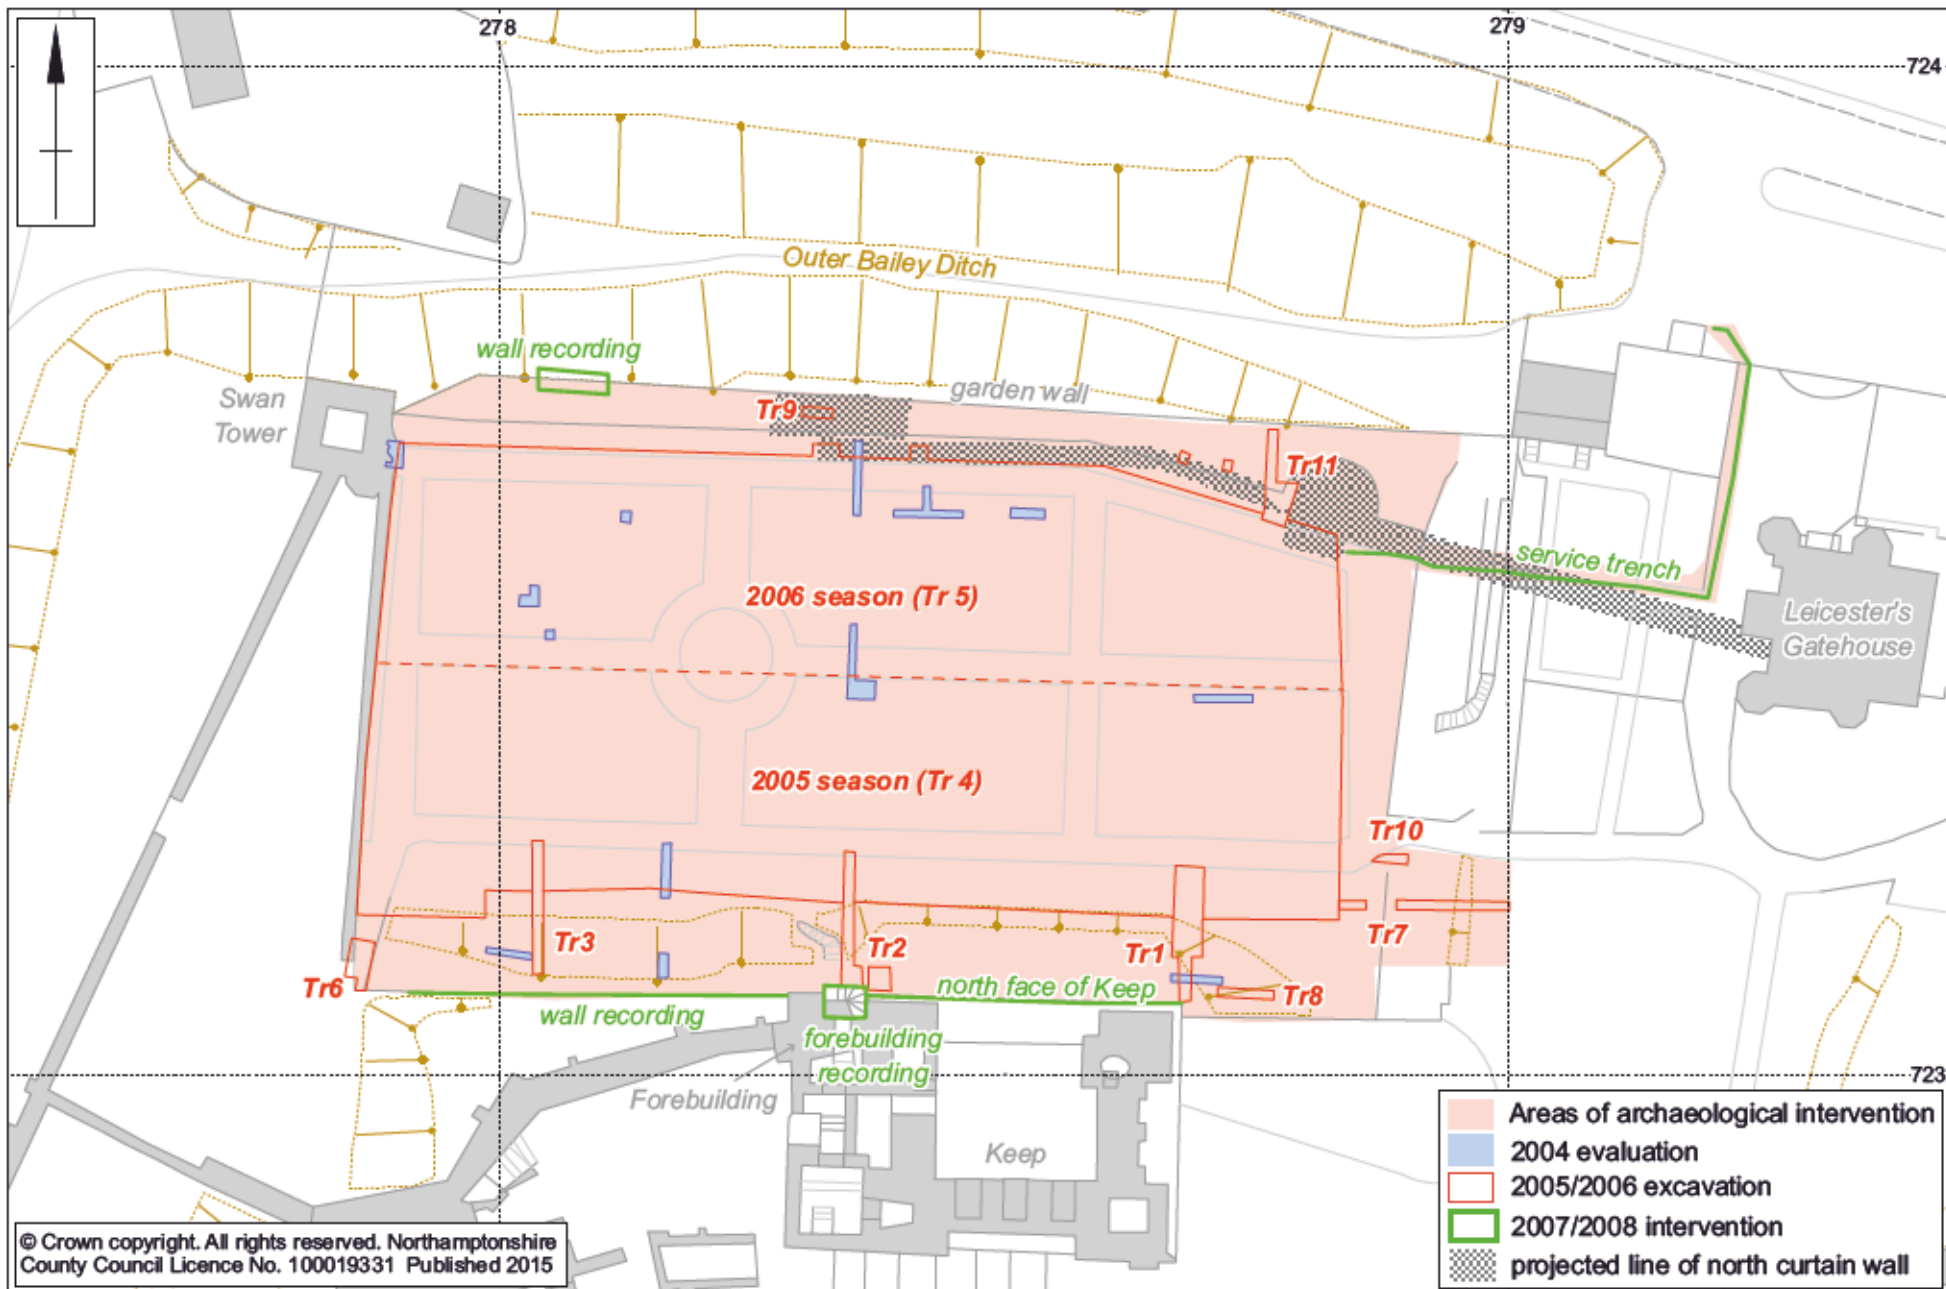 278
279
724
Outer Bailey Ditch
wall recording
Swan
Tower
garden wall
Tr9
Tr11
service trench
2006 season (Tr 5)
Leicester's
Gatehouse
2005 season (Tr 4)
Tr10
Tr3
Tr2
Tr1
Tr7
Tr6
north face of Keep
Tr8
wall recording
forebuilding
recording
723
Forebuilding
Keep
Areas of archaeological intervention
2004 evaluation
2005/2006 excavation
2007/2008 intervention
projected line of north curtain wall
© Crown copyright. All rights reserved. Northamptonshire
County Council Licence No. 100019331 Published 2015